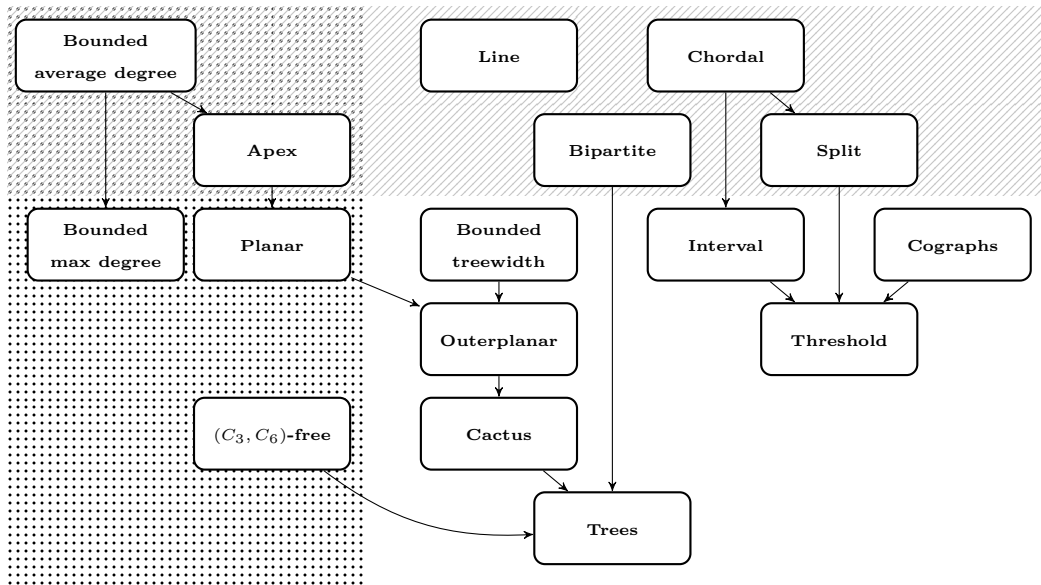 Bounded
average degree
Line
Chordal
Apex
Bipartite
Split
Bounded
max degree
Planar
Bounded
treewidth
Interval
Cographs
Outerplanar
Threshold
(C₃, C₆)-free
Cactus
Trees